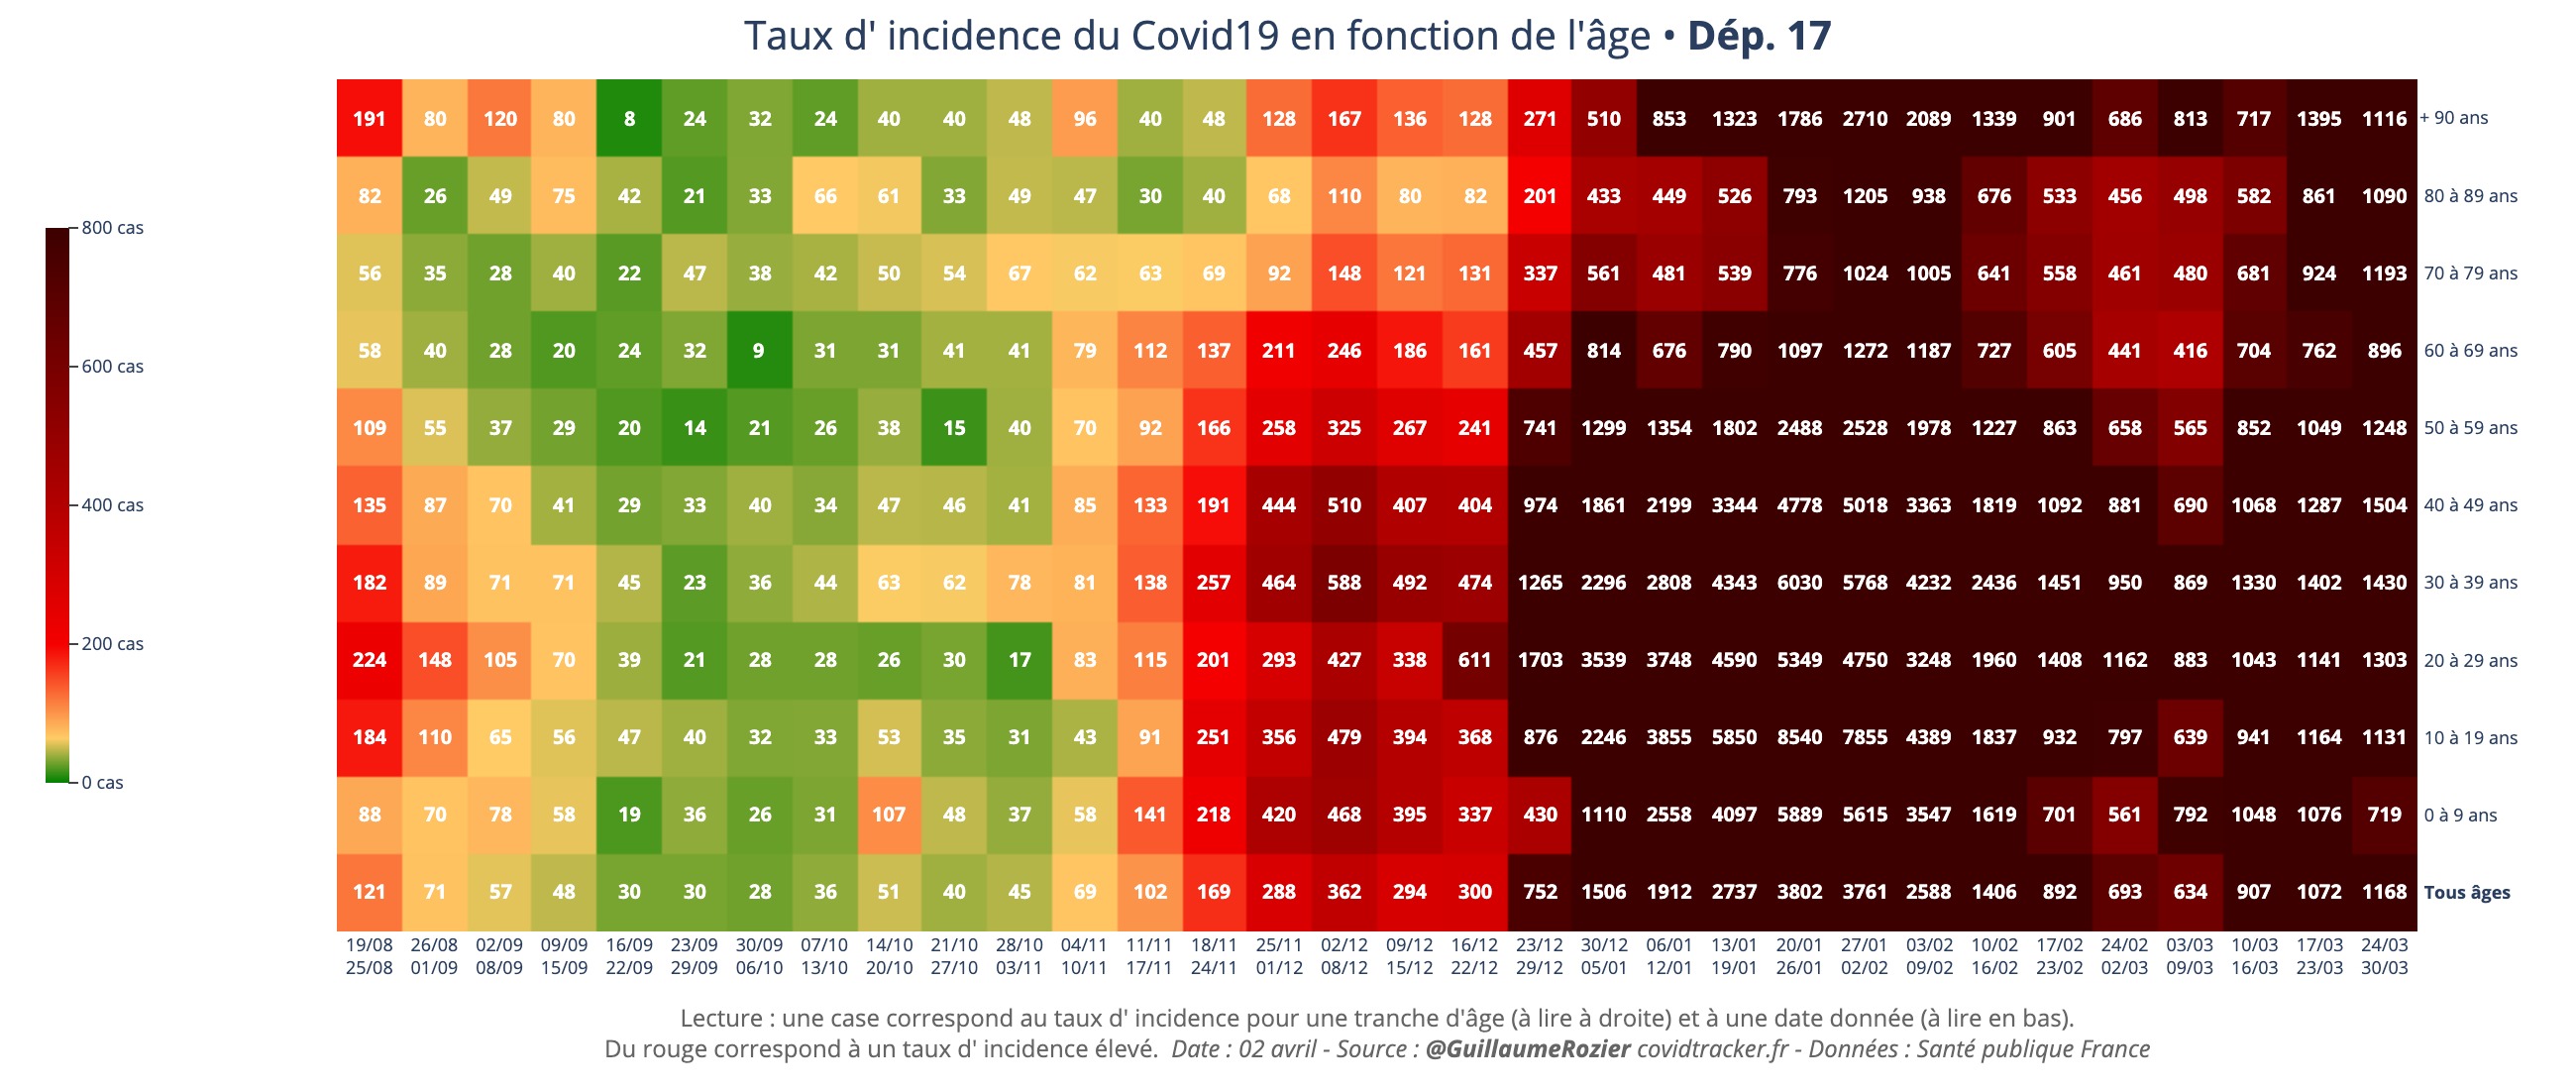 Taux d' incidence du Covid19 en fonction de l'âge • Dép. 17
191 80 120 80 8 24 32 24 40 40 48 96 40 48 128 167 136 128 271 510 853 1323 1786 2710 2089 1339 901 686 813 717 1395 1116 + 90 ans
82 26 49 75 42 21 33 66 61 33 49 47 30 40 68 110 80 82 201 433 449 526 793 1205 938 676 533 456 498 582 861 1090 80 à 89 ans
800 cas
56 35 28 40 22 47 38 42 50 54 67 62 63 69 92 148 121 131 337 561 481 539 776 1024 1005 641 558 461 480 681 924 1193 70 à 79 ans
58 40 28 20 24 32 9 31 31 41 41 79 112 137 211 246 186 161 457 814 676 790 1097 1272 1187 727 605 441 416 704 762 896 60 à 69 ans
600 cas
109 55 37 29 20 14 21 26 38 15 40 70 92 166 258 325 267 241 741 1299 1354 1802 2488 2528 1978 1227 863 658 565 852 1049 1248 50 à 59 ans
400 cas
135 87 70 41 29 33 40 34 47 46 41 85 133 191 444 510 407 404 974 1861 2199 3344 4778 5018 3363 1819 1092 881 690 1068 1287 1504 40 à 49 ans
182 89 71 71 45 23 36 44 63 62 78 81 138 257 464 588 492 474 1265 2296 2808 4343 6030 5768 4232 2436 1451 950 869 1330 1402 1430 30 à 39 ans
200 cas
224 148 105 70 39 21 28 28 26 30 17 83 115 201 293 427 338 611 1703 3539 3748 4590 5349 4750 3248 1960 1408 1162 883 1043 1141 1303 20 à 29 ans
184 110 65 56 47 40 32 33 53 35 31 43 91 251 356 479 394 368 876 2246 3855 5850 8540 7855 4389 1837 932 797 639 941 1164 1131 10 à 19 ans
0 cas
88 70 78 58 19 36 26 31 107 48 37 58 141 218 420 468 395 337 430 1110 2558 4097 5889 5615 3547 1619 701 561 792 1048 1076 719 0 à 9 ans
121 71 57 48 30 30 28 36 51 40 45 69 102 169 288 362 294 300 752 1506 1912 2737 3802 3761 2588 1406 892 693 634 907 1072 1168 Tous âges
19/08 26/08 02/09 09/09 16/09 23/09 30/09 07/10 14/10 21/10 28/10 04/11 11/11 18/11 25/11 02/12 09/12 16/12 23/12 30/12 06/01 13/01 20/01 27/01 03/02 10/02 17/02 24/02 03/03 10/03 17/03 24/03
25/08 01/09 08/09 15/09 22/09 29/09 06/10 13/10 20/10 27/10 03/11 10/11 17/11 24/11 01/12 08/12 15/12 22/12 29/12 05/01 12/01 19/01 26/01 02/02 09/02 16/02 23/02 02/03 09/03 16/03 23/03 30/03
Lecture : une case correspond au taux d' incidence pour une tranche d'âge (à lire à droite) et à une date donnée (à lire en bas).
Du rouge correspond à un taux d' incidence élevé. Date : 02 avril - Source : @GuillaumeRozier covidtracker.fr - Données : Santé publique France